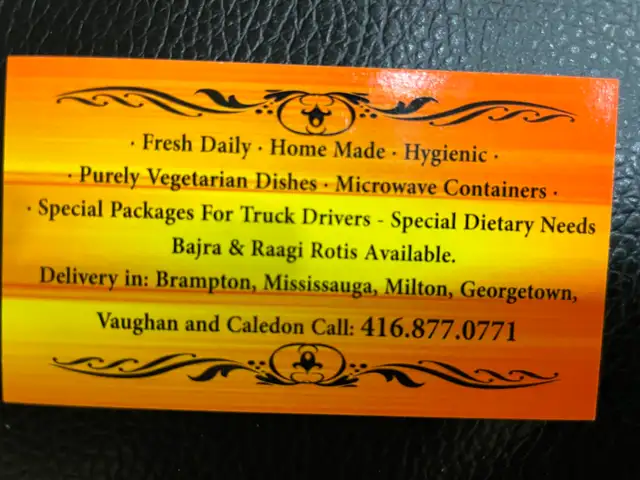 · Fresh Daily · Home Made · Hygienic ·
· Purely Vegetarian Dishes · Microwave Containers ·
· Special Packages For Truck Drivers - Special Dietary Needs
Bajra & Raagi Rotis Available.
Delivery in: Brampton, Mississauga, Milton, Georgetown,
Vaughan and Caledon Call: 416.877.0771